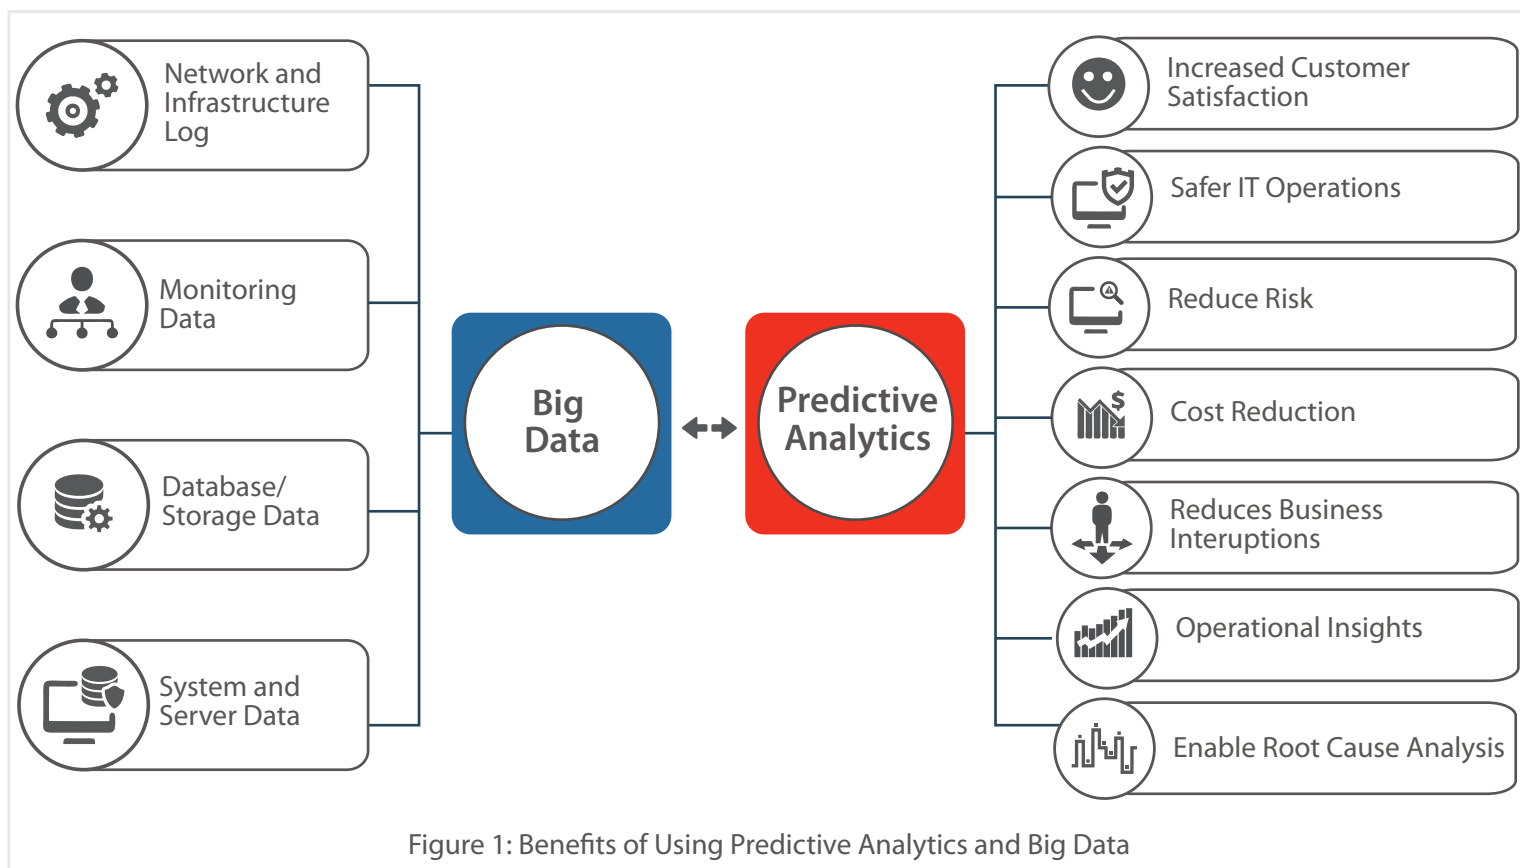 Network and
Infrastructure
Log
Monitoring
Data
Database/
Storage Data
System and
Server Data
Big
Data
Predictive
Analytics
Increased Customer
Satisfaction
Safer IT Operations
Reduce Risk
$
Cost Reduction
Reduces Business
Interuptions
Operational Insights
Enable Root Cause Analysis
Figure 1: Benefits of Using Predictive Analytics and Big Data